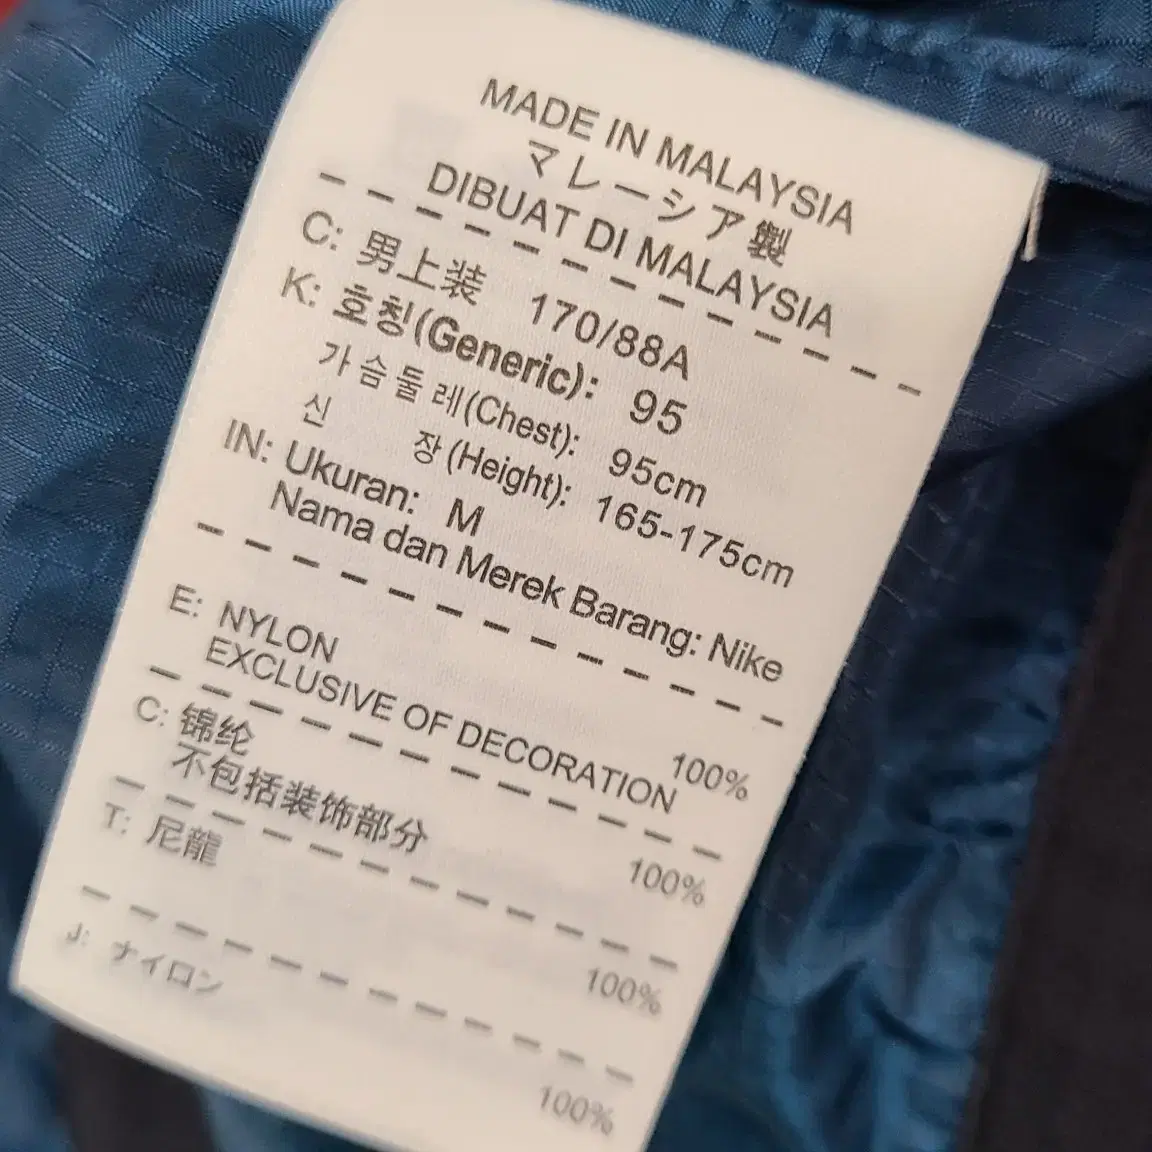 MADE IN MALAYSIA
マレーシア製
DIBUAT DI MALAYSIA
C: 男上装 170/88A
K: 호칭(Generic): 95
가슴둘레(Chest): 95cm
신 장(Height): 165-175cm
IN: Ukuran: M
Nama dan Merek Barang: Nike
E: NYLON 100%
EXCLUSIVE OF DECORATION
C: 锦纶 100%
不包括装饰部分
T: 尼龍 100%
J: ナイロン 100%